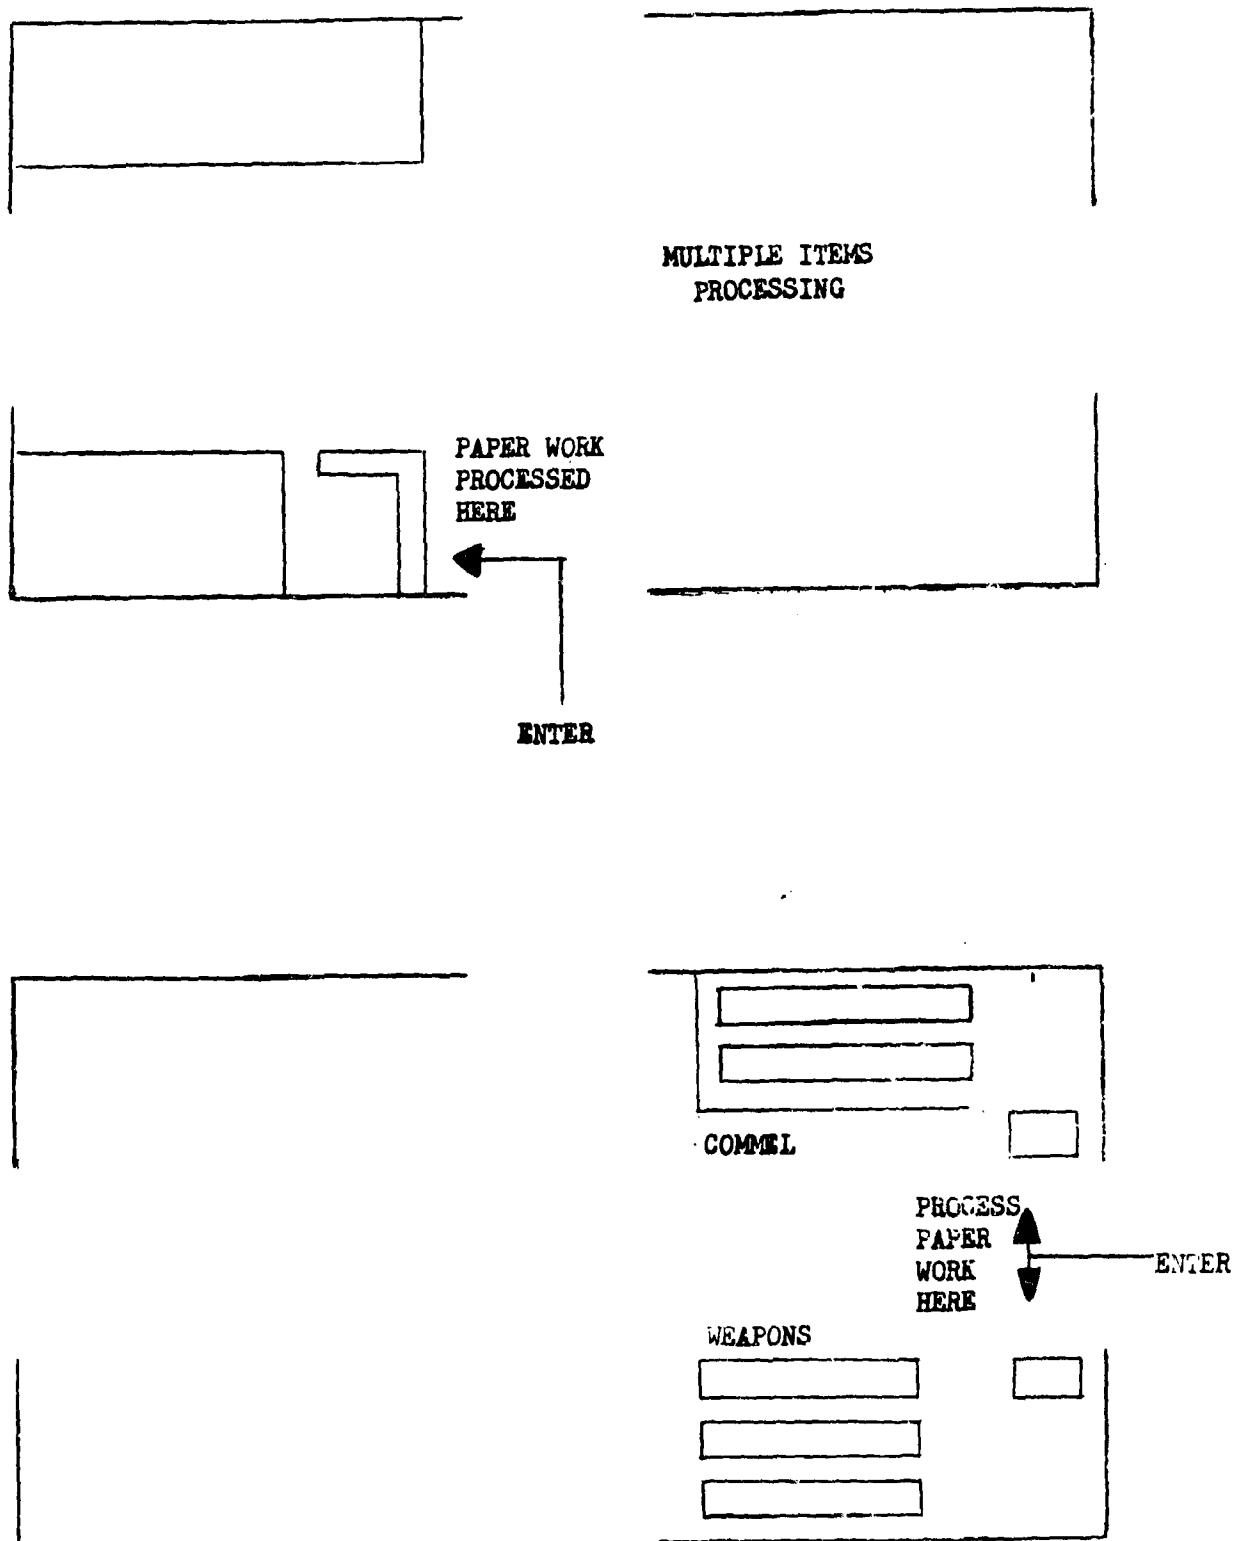 MULTIPLE ITEMS
PROCESSING
PAPER WORK
PROCESSED
HERE
ENTER
COMMEL
PROCESS
PAPER
WORK
HERE
ENTER
WEAPONS